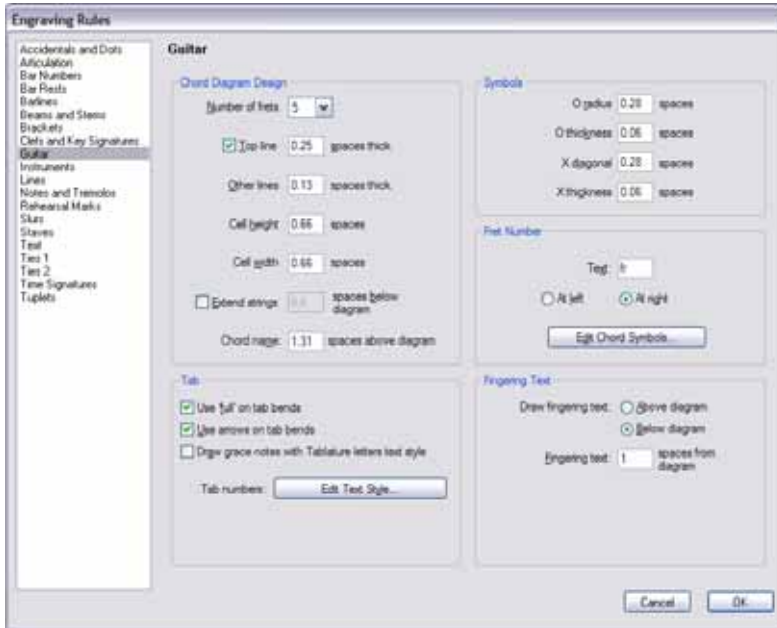 Engraving Rules
Accidentals and Dots
Articulation
Bar Numbers
Bar Rests
Barlines
Beams and Stems
Brackets
Clefs and Key Signatures
Guitar
Instruments
Lines
Notes and Tremolos
Rehearsal Marks
Slurs
Staves
Text
Ties 1
Ties 2
Time Signatures
Tuplets
Guitar
Chord Diagram Design
Number of frets: 5
Top line 0.25 spaces thick
Other lines 0.13 spaces thick
Cell height 0.66 spaces
Cell width 0.66 spaces
Extend strings spaces below
diagram
Chord name: 1.31 spaces above diagram
Symbols
O radius 0.28 spaces
O thickness 0.06 spaces
X diagonal 0.28 spaces
X thickness 0.06 spaces
Fret Number
Text: fr
At left At right
Edit Chord Symbols...
Tab
Use 'full' on tab bends
Use arrows on tab bends
Draw grace notes with Tablature letters text style
Tab numbers: Edit Text Style...
Fingering Text
Draw fingering text: Above diagram
Below diagram
Fingering text: 1 spaces from
diagram
Cancel OK